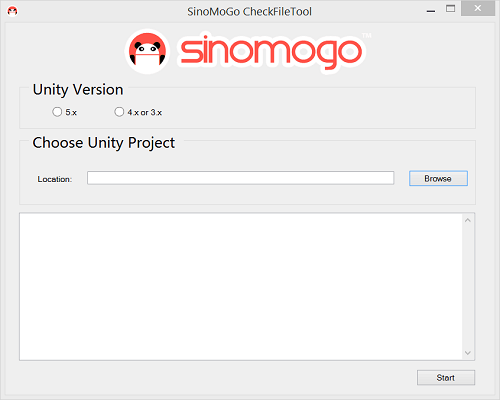 SinoMoGo CheckFileTool
sinomogo™
Unity Version
5.x
4.x or 3.x
Choose Unity Project
Location:
Browse
Start